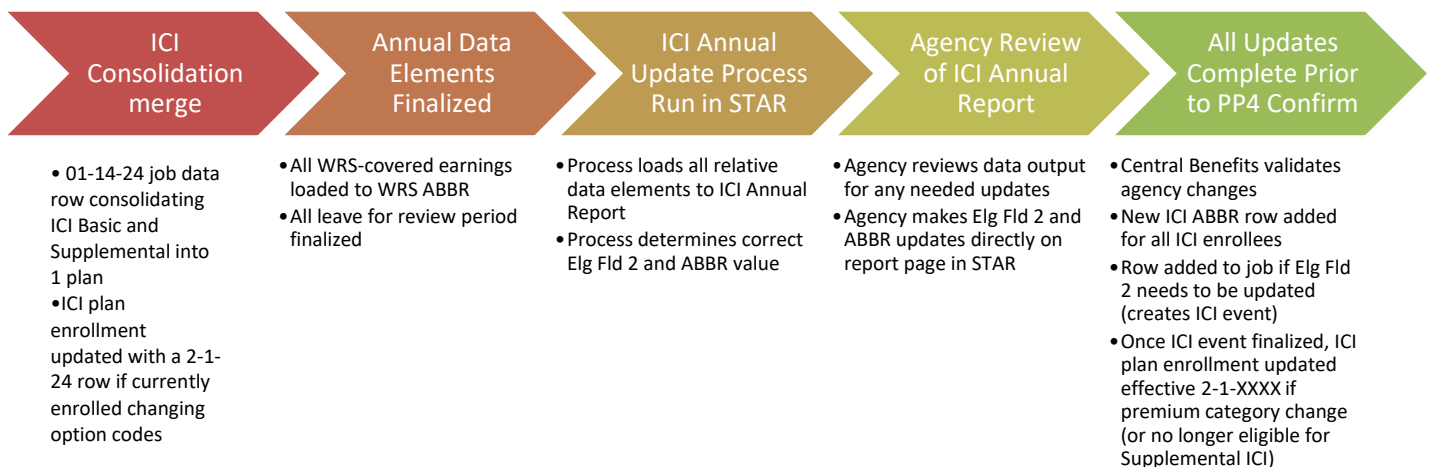 ICI
Consolidation
merge
Annual Data
Elements
Finalized
ICI Annual
Update Process
Run in STAR
Agency Review
of ICI Annual
Report
All Updates
Complete Prior
to PP4 Confirm
• 01-14-24 job data
row consolidating
ICI Basic and
Supplemental into
1 plan
•ICI plan
enrollment
updated with a 2-1-
24 row if currently
enrolled changing
option codes
•All WRS-covered earnings
loaded to WRS ABBR
•All leave for review period
finalized
•Process loads all relative
data elements to ICI Annual
Report
•Process determines correct
Elg Fld 2 and ABBR value
•Agency reviews data output
for any needed updates
•Agency makes Elg Fld 2 and
ABBR updates directly on
report page in STAR
•Central Benefits validates
agency changes
•New ICI ABBR row added
for all ICI enrollees
•Row added to job if Elg Fld
2 needs to be updated
(creates ICI event)
•Once ICI event finalized, ICI
plan enrollment updated
effective 2-1-XXXX if
premium category change
(or no longer eligible for
Supplemental ICI)